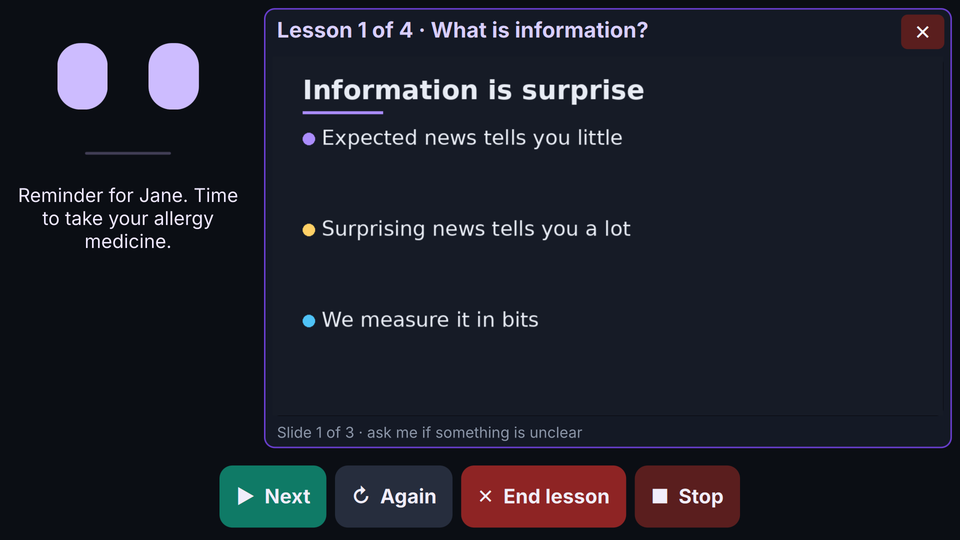 Lesson 1 of 4 · What is information?
×
Reminder for Jane. Time
to take your allergy
medicine.
Information is surprise
Expected news tells you little
Surprising news tells you a lot
We measure it in bits
Slide 1 of 3 · ask me if something is unclear
▶ Next
↻ Again
× End lesson
■ Stop